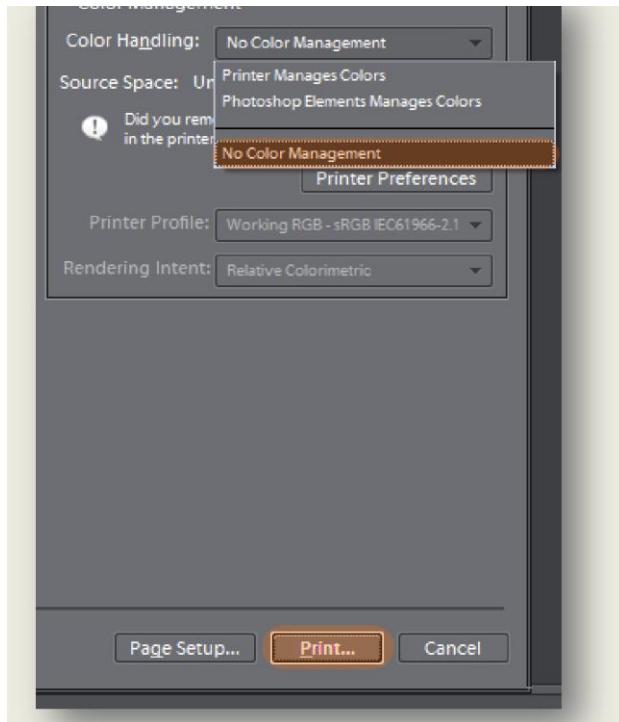 Color Management
Color Handling: No Color Management
Source Space: Un
Printer Manages Colors
Photoshop Elements Manages Colors
Did you rem
in the printer
No Color Management
Printer Preferences
Printer Profile: Working RGB - sRGB IEC61966-2.1
Rendering Intent: Relative Colorimetric
Page Setup... Print... Cancel